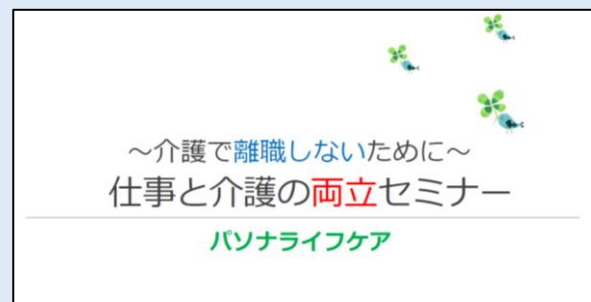 ～介護で離職しないために～
仕事と介護の両立セミナー
パソナライフケア